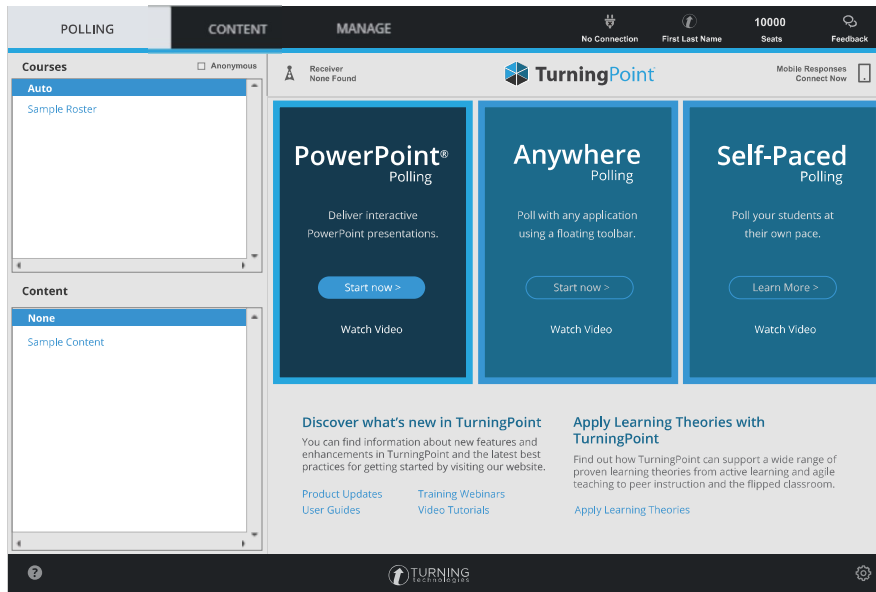 POLLING
CONTENT
MANAGE
No Connection
First Last Name
10000
Seats
Feedback
Courses
Anonymous
Auto
Sample Roster
Content
None
Sample Content
Receiver
None Found
TurningPoint
Mobile Responses
Connect Now
PowerPoint®
Polling
Deliver interactive
PowerPoint presentations.
Start now >
Watch Video
Anywhere
Polling
Poll with any application
using a floating toolbar.
Start now >
Watch Video
Self-Paced
Polling
Poll your students at
their own pace.
Learn More >
Watch Video
Discover what's new in TurningPoint
You can find information about new features and
enhancements in TurningPoint and the latest best
practices for getting started by visiting our website.
Product Updates
Training Webinars
User Guides
Video Tutorials
Apply Learning Theories with
TurningPoint
Find out how TurningPoint can support a wide range of
proven learning theories from active learning and agile
teaching to peer instruction and the flipped classroom.
Apply Learning Theories
?
TURNING
technologies